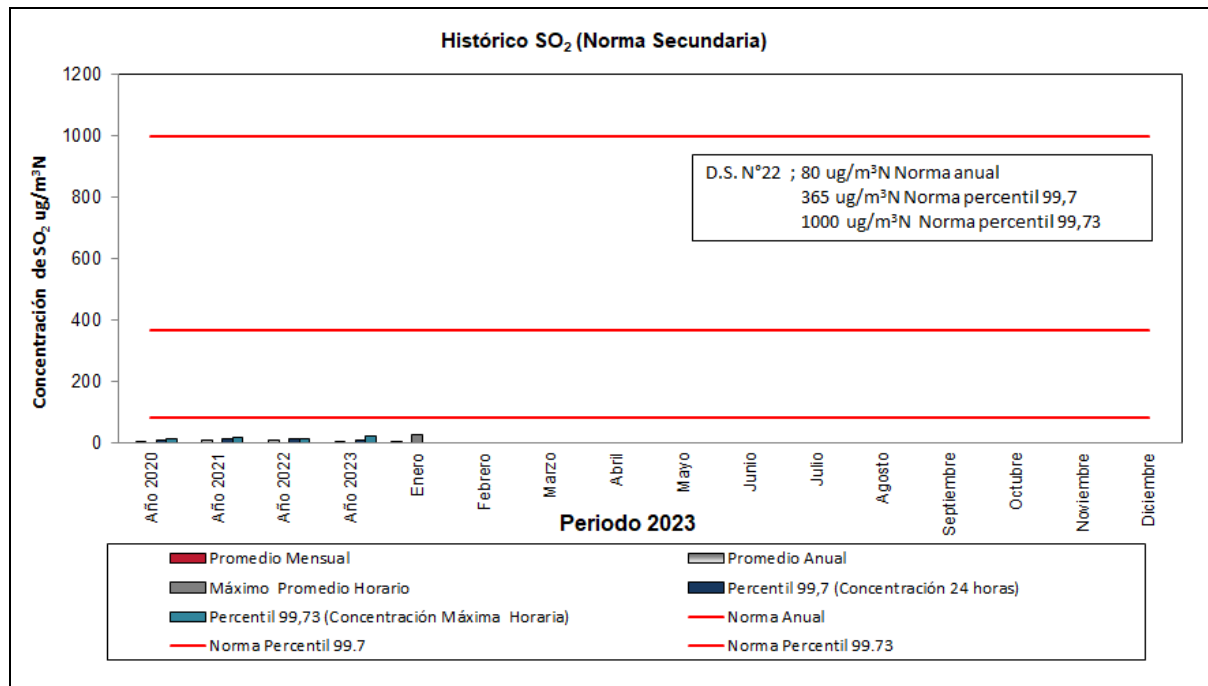 Histórico SO₂ (Norma Secundaria)
Concentración de SO₂ ug/m³N
1200
1000
800
600
400
200
0
D.S. N°22 ; 80 ug/m³N Norma anual
365 ug/m³N Norma percentil 99,7
1000 ug/m³N Norma percentil 99,73
Año 2020
Año 2021
Año 2022
Año 2023
Enero
Febrero
Marzo
Abril
Mayo
Junio
Julio
Agosto
Septiembre
Octubre
Noviembre
Diciembre
Periodo 2023
Promedio Mensual
Promedio Anual
Máximo Promedio Horario
Percentil 99,7 (Concentración 24 horas)
Percentil 99,73 (Concentración Máxima Horaria)
Norma Anual
Norma Percentil 99.7
Norma Percentil 99.73